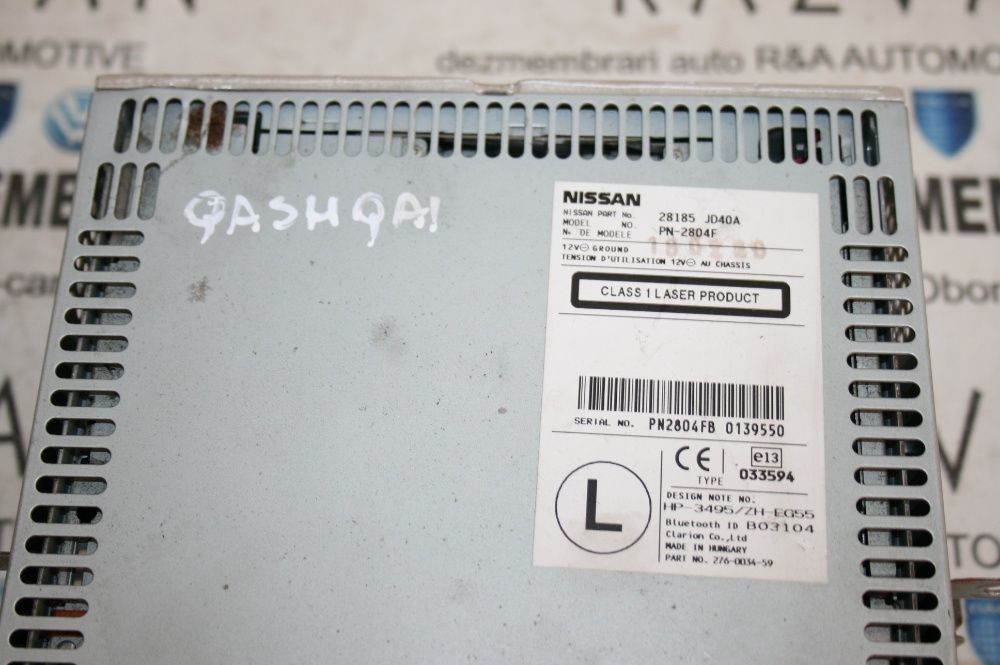 OMOTIVE
dezmembrari auto R&A AUTOMO
QASHQAI
NISSAN
NISSAN PART No. 28185 JD40A
MODEL NO.
No. DE MODELE PN-2804F
12V⊖ GROUND
TENSION D'UTILISATION 12V⊖ AU CHASSIS
CLASS 1 LASER PRODUCT
SERIAL NO. PN2804FB 0139550
CE
e13
TYPE 033594
L
DESIGN NOTE NO.
HP-3495/ZH-EG55
Bluetooth ID B03104
Clarion Co.,Ltd
MADE IN HUNGARY
PART NO. 276-0034-59